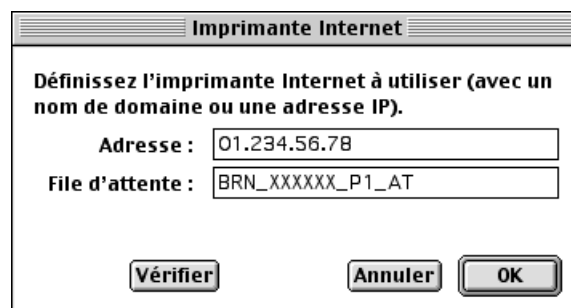 Imprimante Internet
Définissez l'imprimante Internet à utiliser (avec un
nom de domaine ou une adresse IP).
Adresse : 01.234.56.78
File d'attente : BRN_XXXXXX_P1_AT
Vérifier Annuler OK